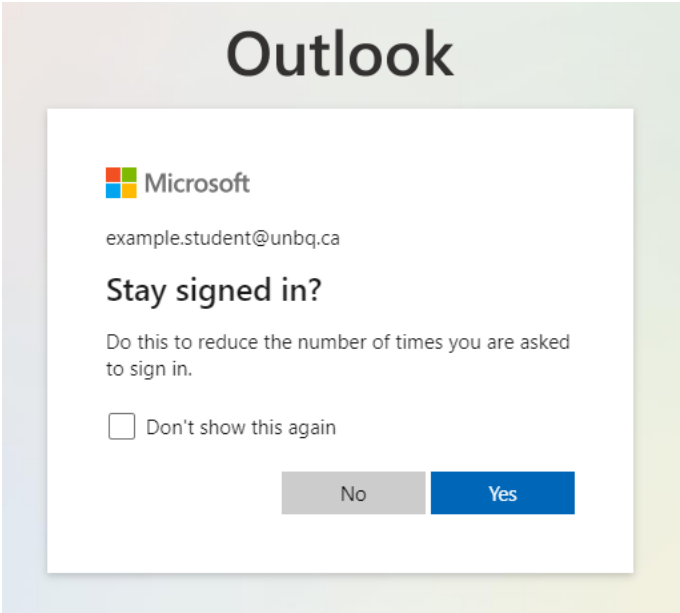 Outlook
Microsoft
example.student@unbq.ca
Stay signed in?
Do this to reduce the number of times you are asked
to sign in.
Don't show this again
No
Yes